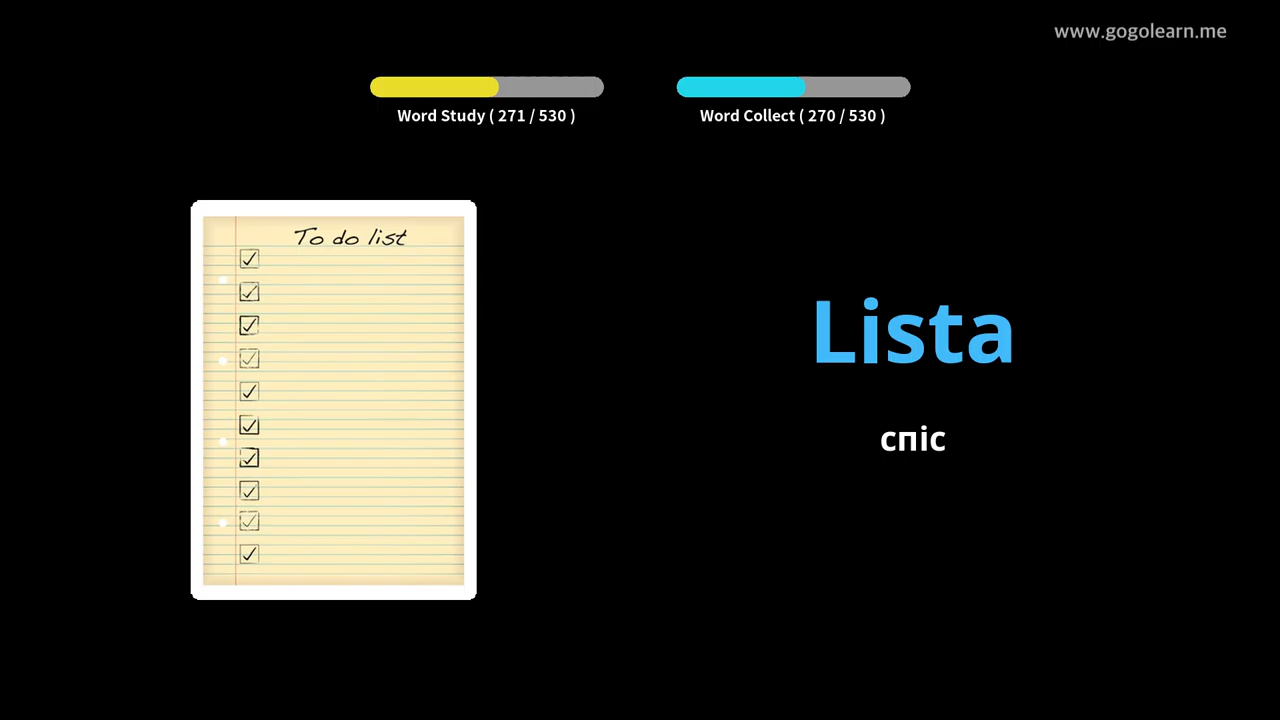 www.gogolearn.me
Word Study ( 271 / 530 )
Word Collect ( 270 / 530 )
To do list
Lista
спіс